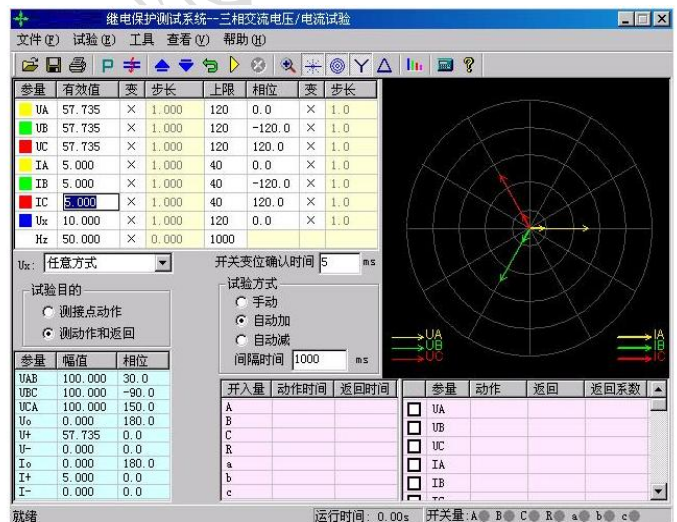 继电保护测试系统--三相交流电压/电流试验
文件(F) 试验(E) 工具 查看(V) 帮助(H)
参量 有效值 变 步长 上限 相位 变 步长
UA 57.735 × 1.000 120 0.0 × 1.0
UB 57.735 × 1.000 120 -120.0 × 1.0
UC 57.735 × 1.000 120 120.0 × 1.0
IA 5.000 × 1.000 40 0.0 × 1.0
IB 5.000 × 1.000 40 -120.0 × 1.0
IC 5.000 × 1.000 40 120.0 × 1.0
Ux 10.000 × 1.000 120 0.0 × 1.0
Hz 50.000 × 0.000 1000
Ux: 任意方式 开关变位确认时间 5 ms
试验目的
测接点动作
测动作和返回
试验方式
手动
自动加
自动减
间隔时间 1000 ms
UA IA
UB IB
UC IC
参量 幅值 相位
UAB 100.000 30.0
UBC 100.000 -90.0
UCA 100.000 150.0
Uo 0.000 180.0
U+ 57.735 0.0
U- 0.000 0.0
Io 0.000 180.0
I+ 5.000 0.0
I- 0.000 0.0
开入量 动作时间 返回时间
A
B
C
R
a
b
c
参量 动作 返回 返回系数
UA
UB
UC
IA
IB
就绪 运行时间: 0.00s 开关量:A B C R a b c